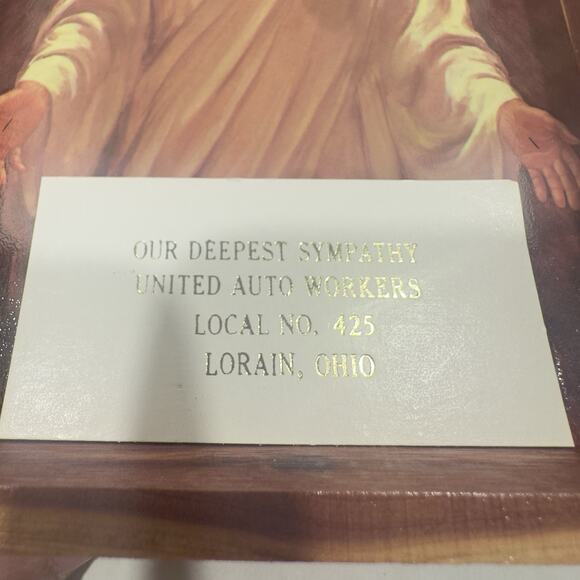 OUR DEEPEST SYMPATHY
UNITED AUTO WORKERS
LOCAL NO. 425
LORAIN, OHIO